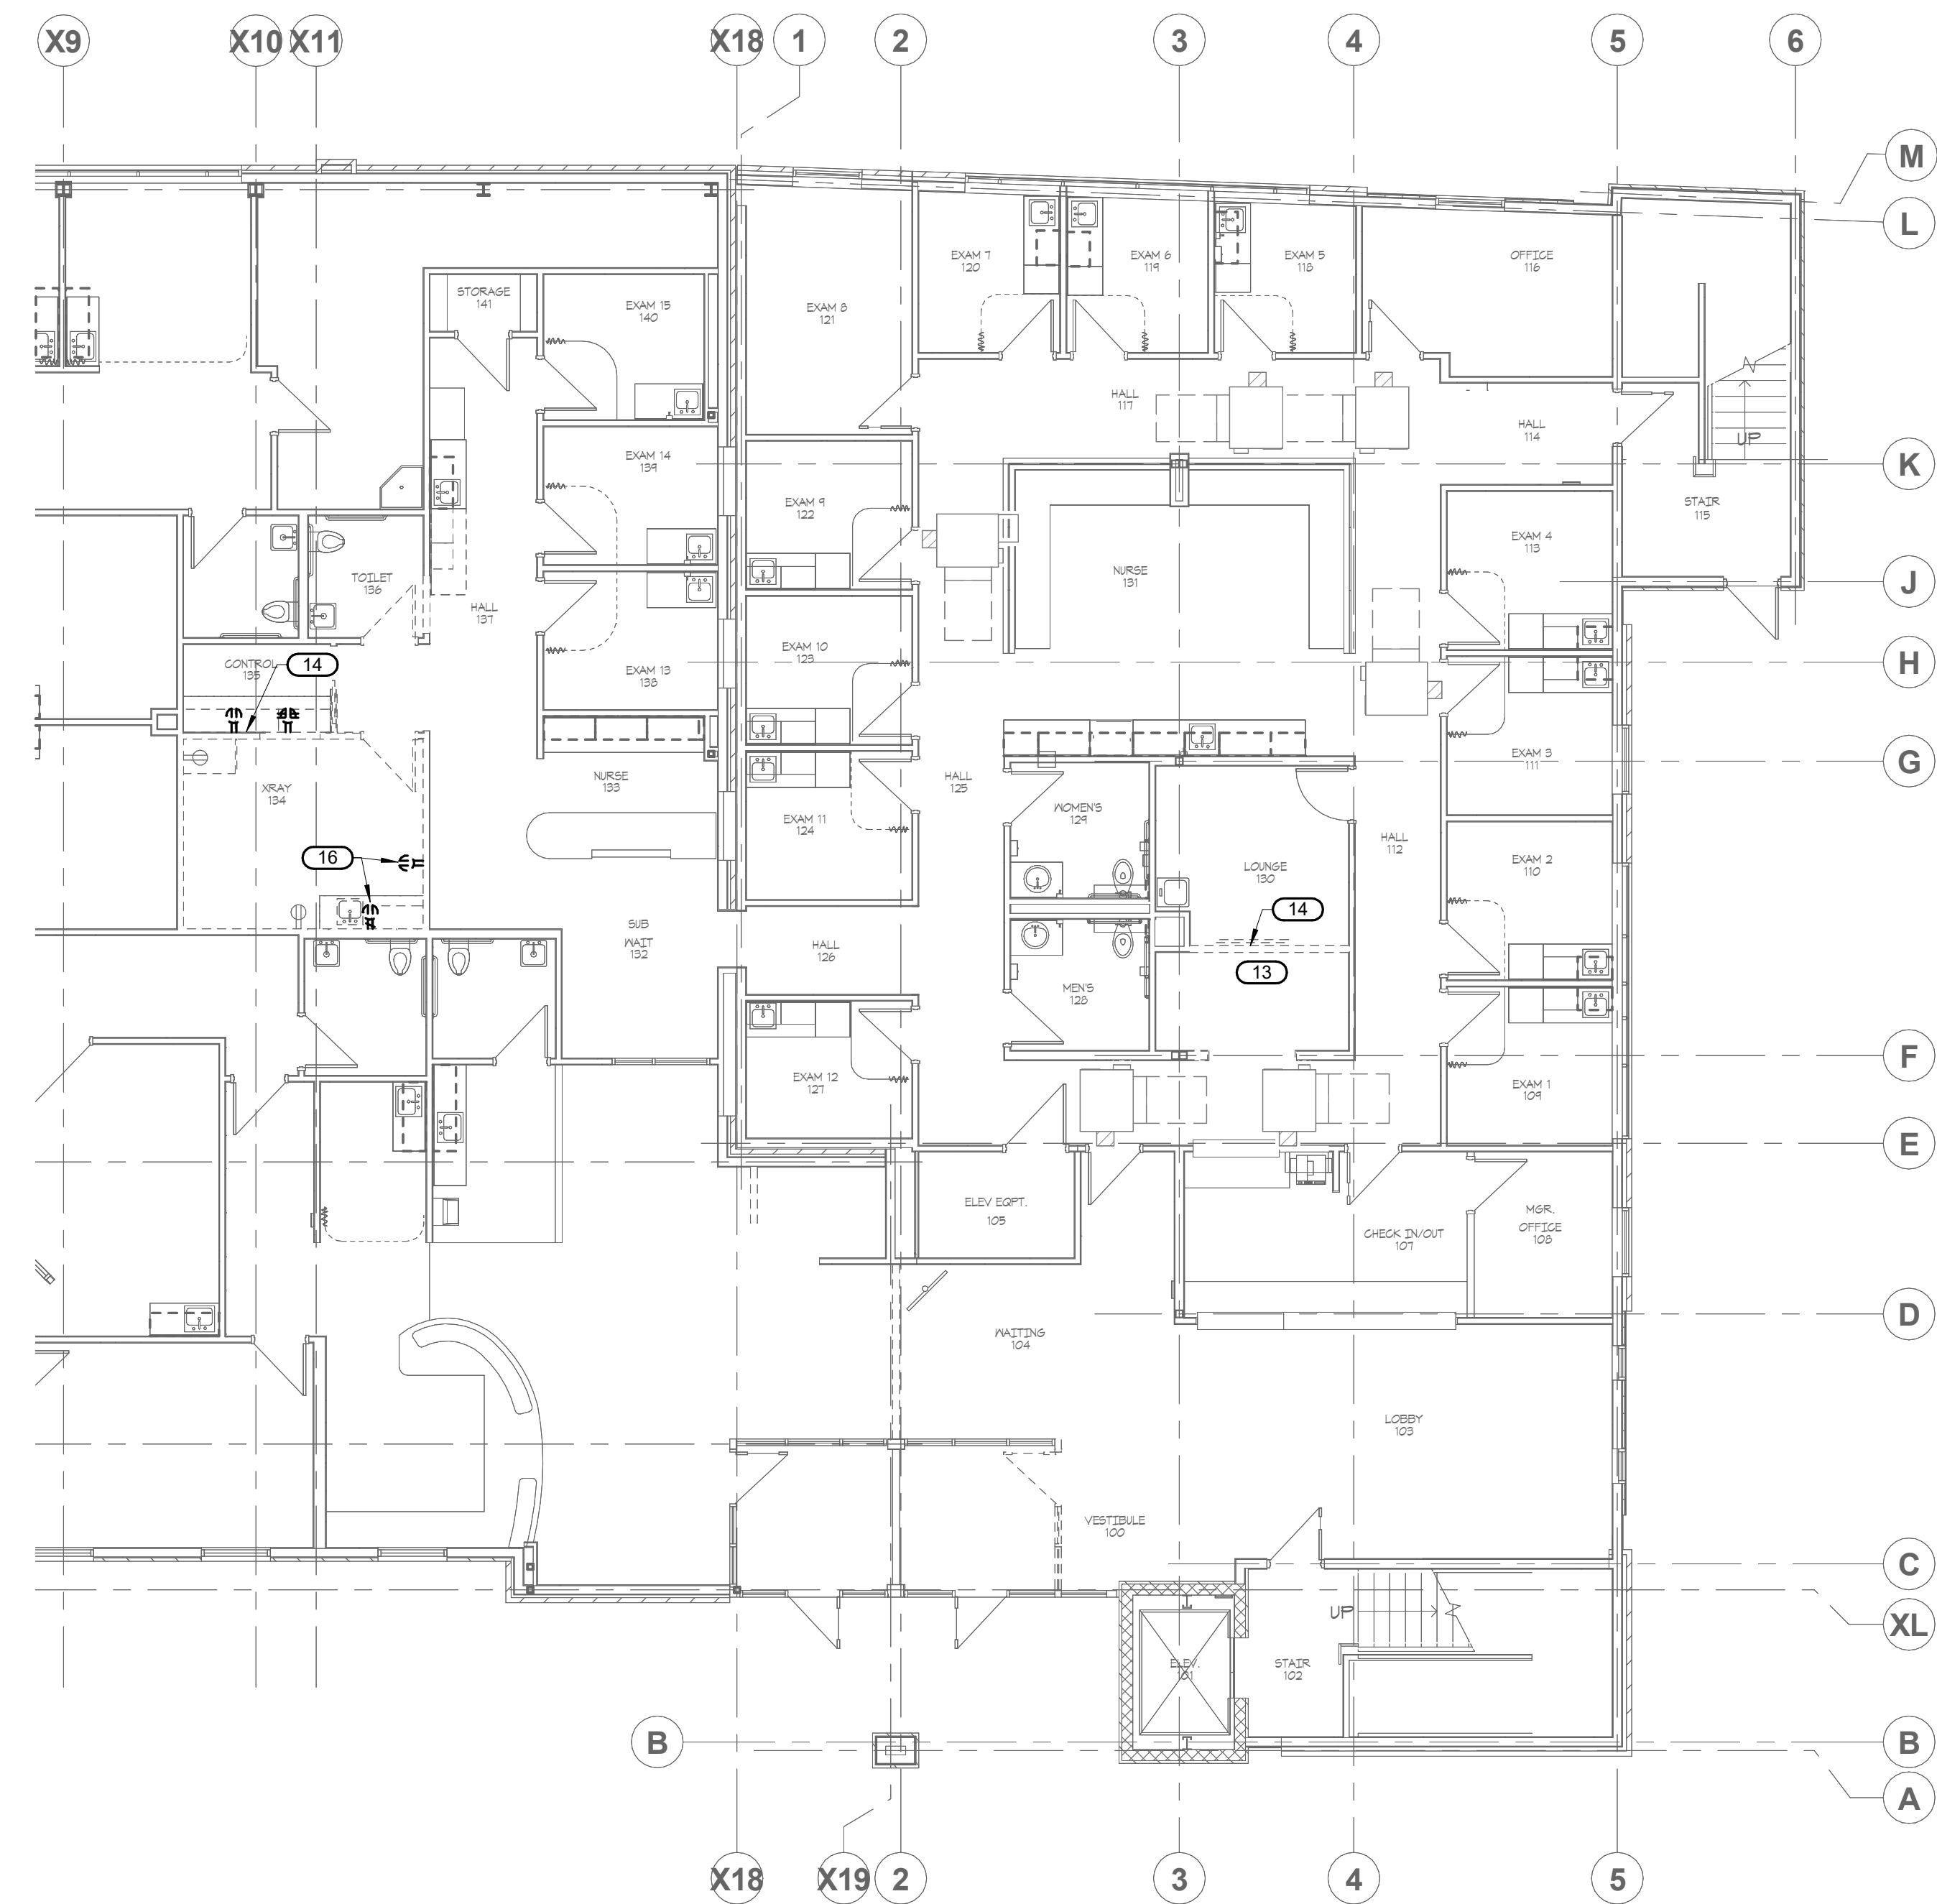 X9
X10
X11
X18
1
2
3
4
5
6
M
L
EXAM 7
120
EXAM 6
119
EXAM 5
118
OFFICE
116
STORAGE
141
EXAM 15
140
EXAM 8
121
HALL
117
HALL
114
UP
K
EXAM 14
139
EXAM 9
122
STAIR
115
EXAM 4
113
TOILET
136
NURSE
131
J
HALL
137
EXAM 10
123
H
CONTROL
135
14
EXAM 13
138
EXAM 3
111
G
XRAY
134
NURSE
133
HALL
125
WOMEN'S
129
EXAM 11
124
HALL
112
16
LOUNGE
130
EXAM 2
110
14
SUB
WAIT
132
HALL
126
13
MEN'S
128
F
EXAM 12
127
EXAM 1
109
E
ELEV EQPT.
105
MGR.
OFFICE
108
CHECK IN/OUT
107
D
WAITING
104
LOBBY
103
VESTIBULE
100
C
UP
XL
ELEV.
101
STAIR
102
B
B
A
X18
X19
2
3
4
5